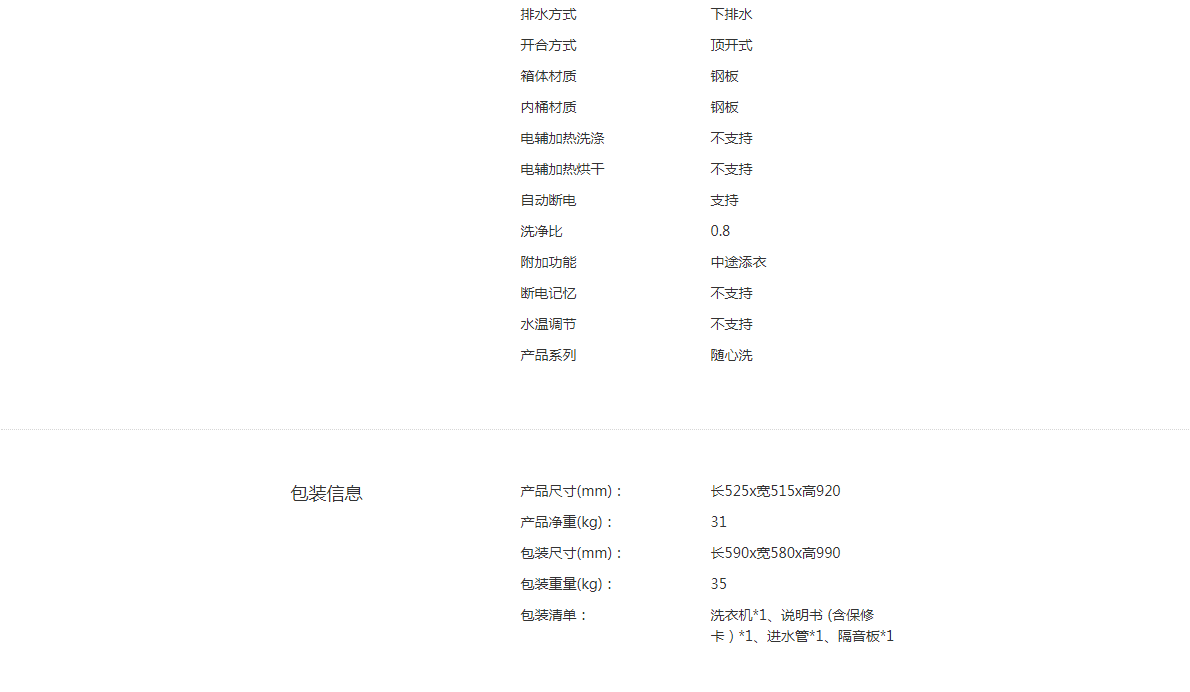 排水方式 下排水
开合方式 顶开式
箱体材质 钢板
内桶材质 钢板
电辅加热洗涤 不支持
电辅加热烘干 不支持
自动断电 支持
洗净比 0.8
附加功能 中途添衣
断电记忆 不支持
水温调节 不支持
产品系列 随心洗
包装信息 产品尺寸(mm)： 长525x宽515x高920
产品净重(kg)： 31
包装尺寸(mm)： 长590x宽580x高990
包装重量(kg)： 35
包装清单： 洗衣机*1、说明书 (含保修
卡）*1、进水管*1、隔音板*1